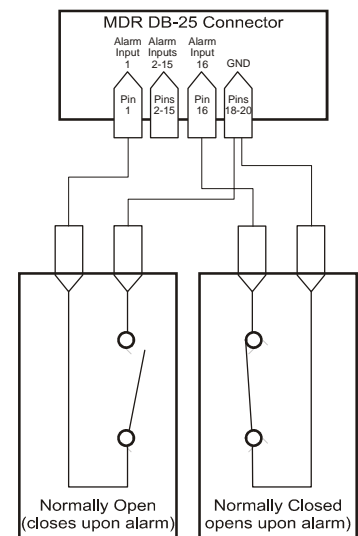 MDR DB-25 Connector
Alarm Input 1
Alarm Inputs 2-15
Alarm Input 16
GND
Pin 1
Pins 2-15
Pin 16
Pins 18-20
Normally Open
(closes upon alarm)
Normally Closed
opens upon alarm)